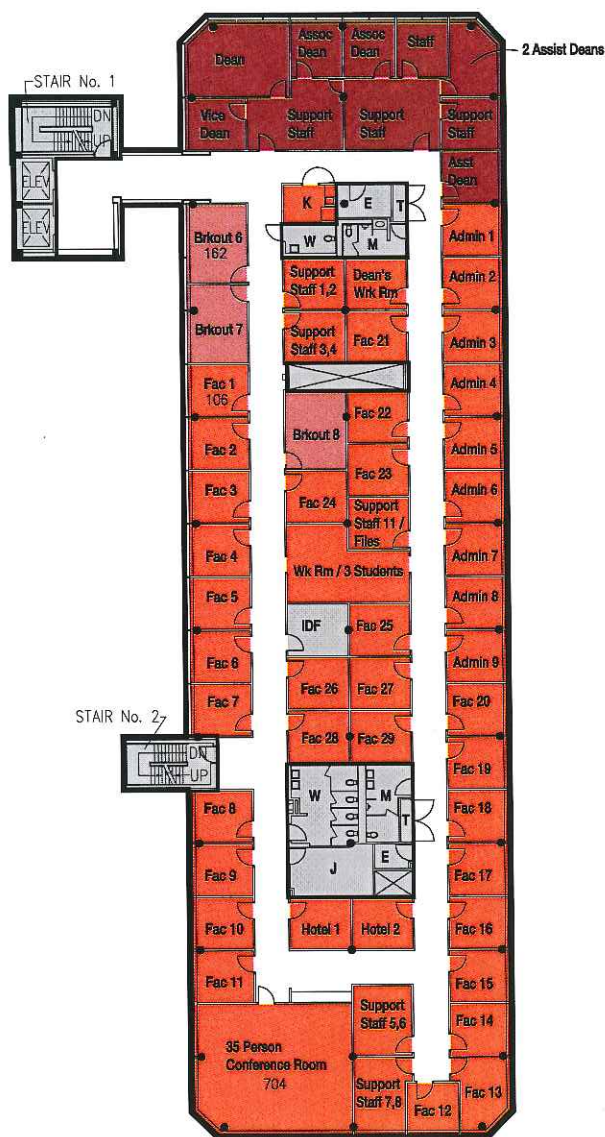 Dean
Assoc
Dean
Assoc
Dean
Staff
2 Assist Deans
STAIR No. 1
DN
UP
Vice
Dean
Support
Staff
Support
Staff
Support
Staff
Asst
Dean
ELEV
ELEV
K
E
T
W
M
Brkout 6
162
Admin 1
Support
Staff 1,2
Dean's
Wrk Rm
Admin 2
Brkout 7
Support
Staff 3,4
Fac 21
Admin 3
Fac 1
106
Admin 4
Brkout 8
Fac 22
Fac 2
Admin 5
Fac 23
Fac 3
Fac 24
Support
Staff 11 /
Files
Admin 6
Fac 4
Admin 7
Wk Rm / 3 Students
Fac 5
Admin 8
IDF
Fac 25
Fac 6
Admin 9
Fac 26
Fac 27
Fac 7
Fac 20
STAIR No. 2
DN
UP
Fac 28
Fac 29
Fac 19
Fac 8
W
M
T
Fac 18
Fac 9
J
E
Fac 17
Fac 10
Hotel 1
Hotel 2
Fac 16
Fac 11
Fac 15
Support
Staff 5,6
Fac 14
35 Person
Conference Room
704
Support
Staff 7,8
Fac 12
Fac 13